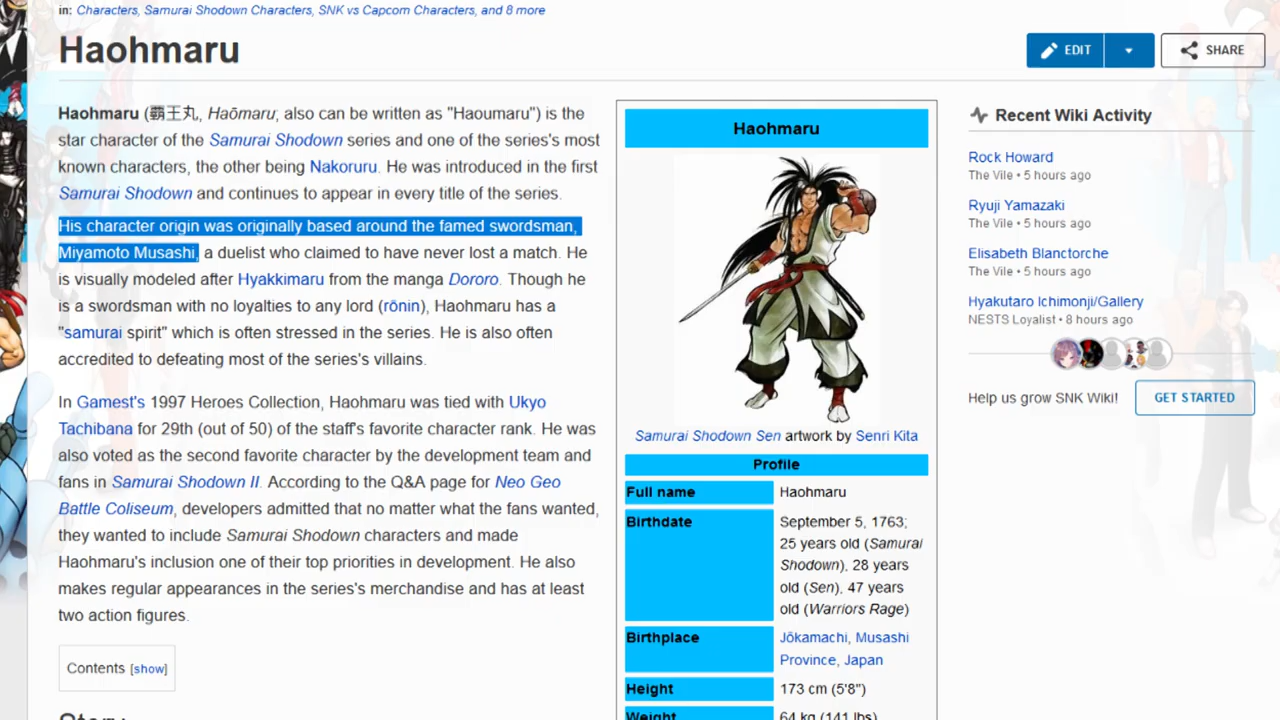 in: Characters, Samurai Shodown Characters, SNK vs Capcom Characters, and 8 more
Haohmaru
EDIT
SHARE
Haohmaru (覇王丸, Haōmaru; also can be written as "Haoumaru") is the
star character of the Samurai Shodown series and one of the series's most
known characters, the other being Nakoruru. He was introduced in the first
Samurai Shodown and continues to appear in every title of the series.
His character origin was originally based around the famed swordsman,
Miyamoto Musashi, a duelist who claimed to have never lost a match. He
is visually modeled after Hyakkimaru from the manga Dororo. Though he
is a swordsman with no loyalties to any lord (rōnin), Haohmaru has a
"samurai spirit" which is often stressed in the series. He is also often
accredited to defeating most of the series's villains.
In Gamest's 1997 Heroes Collection, Haohmaru was tied with Ukyo
Tachibana for 29th (out of 50) of the staff's favorite character rank. He was
also voted as the second favorite character by the development team and
fans in Samurai Shodown II. According to the Q&A page for Neo Geo
Battle Coliseum, developers admitted that no matter what the fans wanted,
they wanted to include Samurai Shodown characters and made
Haohmaru's inclusion one of their top priorities in development. He also
makes regular appearances in the series's merchandise and has at least
two action figures.
Contents [show]
Story
Haohmaru
Samurai Shodown Sen artwork by Senri Kita
Profile
Full name Haohmaru
Birthdate September 5, 1763;
25 years old (Samurai
Shodown), 28 years
old (Sen), 47 years
old (Warriors Rage)
Birthplace Jōkamachi, Musashi
Province, Japan
Height 173 cm (5'8")
Weight 64 kg (141 lbs)
Recent Wiki Activity
Rock Howard
The Vile • 5 hours ago
Ryuji Yamazaki
The Vile • 5 hours ago
Elisabeth Blanctorche
The Vile • 5 hours ago
Hyakutaro Ichimonji/Gallery
NESTS Loyalist • 8 hours ago
Help us grow SNK Wiki!
GET STARTED